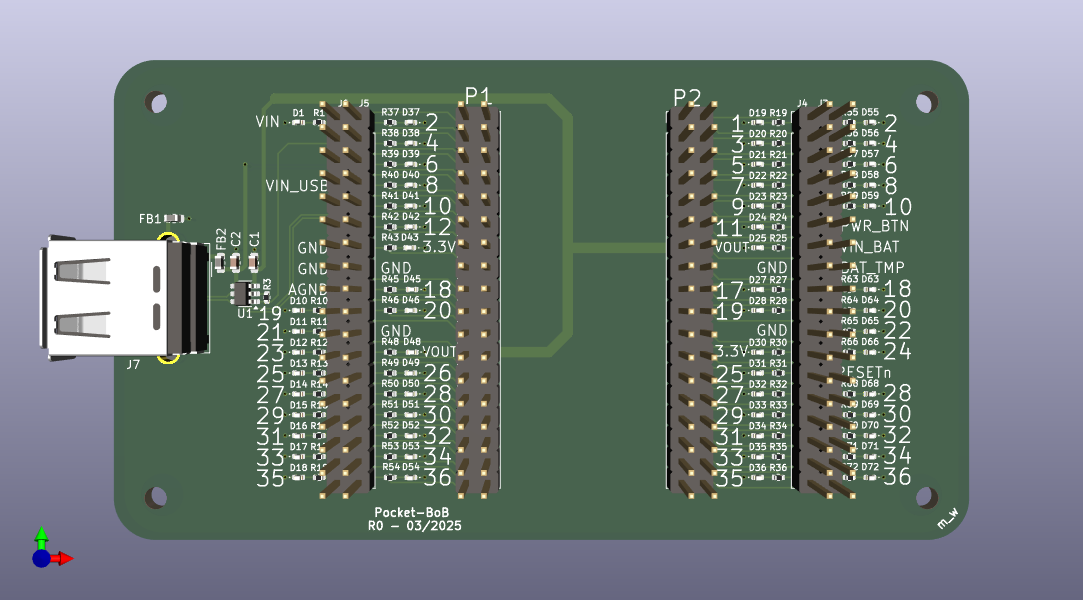 P1
P2
J5
J4
VIN
D1
R1
R37 D37
2
R38 D38
4
R39 D39
6
VIN_USB
R40 D40
8
R41 D41
10
R42 D42
12
R43 D43
3.3V
GND
GND
GND
AGND
R45 D45
18
D10 R10
R46 D46
19
20
D11 R11
21
GND
D12 R12
R48 D48
23
VOUT
D13 R13
R49 D49
25
26
D14 R14
R50 D50
27
28
D15
R51 D51
29
30
D16
R52 D52
31
32
D17
R53 D53
33
34
D18
R54 D54
35
36
FB1
FB2
C2
C1
U1
R3
J7
D19 R19
1
D20 R20
3
D21 R21
5
D22 R22
7
D23 R23
9
D24 R24
11
D25 R25
VOUT
GND
D27 R27
17
D28 R28
19
GND
D30 R30
3.3V
D31 R31
25
D32 R32
27
D33 R33
29
D34 R34
31
D35 R35
33
D36 R36
35
D55
2
D56
4
D57
6
D58
8
D59
10
PWR_BTN
VIN_BAT
BAT_TMP
R63 D63
18
R64 D64
20
R65 D65
22
R66 D66
24
RESETn
D68
28
D69
30
D70
32
D71
34
D72
36
Pocket-BoB
R0 – 03/2025
m_w